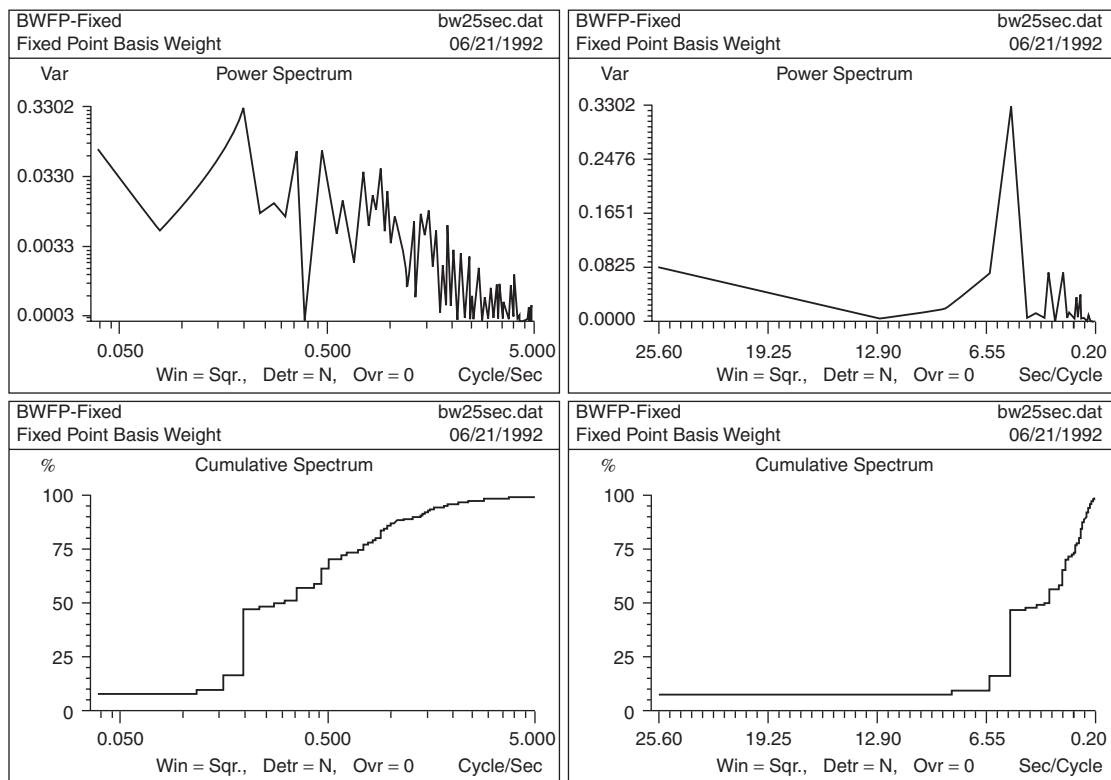 BWFP-Fixed bw25sec.dat
Fixed Point Basis Weight 06/21/1992
Var Power Spectrum
0.3302
0.0330
0.0033
0.0003
0.050 0.500 5.000
Win = Sqr., Detr = N, Ovr = 0 Cycle/Sec
BWFP-Fixed bw25sec.dat
Fixed Point Basis Weight 06/21/1992
Var Power Spectrum
0.3302
0.2476
0.1651
0.0825
0.0000
25.60 19.25 12.90 6.55 0.20
Win = Sqr., Detr = N, Ovr = 0 Sec/Cycle
BWFP-Fixed bw25sec.dat
Fixed Point Basis Weight 06/21/1992
% Cumulative Spectrum
100
75
50
25
0
0.050 0.500 5.000
Win = Sqr., Detr = N, Ovr = 0 Cycle/Sec
BWFP-Fixed bw25sec.dat
Fixed Point Basis Weight 06/21/1992
% Cumulative Spectrum
100
75
50
25
0
25.60 19.25 12.90 6.55 0.20
Win = Sqr., Detr = N, Ovr = 0 Sec/Cycle